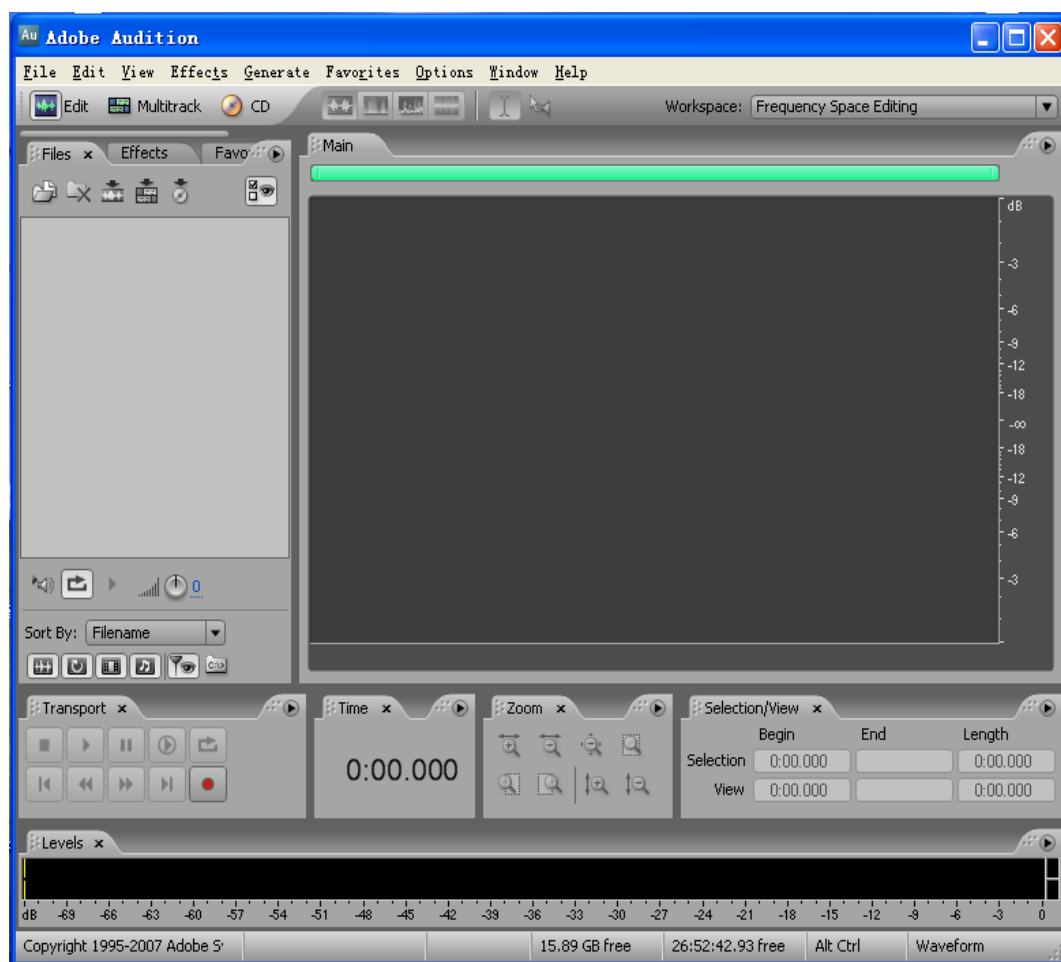 Au Adobe Audition
File Edit View Effects Generate Favorites Options Window Help
Edit Multitrack CD Workspace: Frequency Space Editing
Files x Effects Favo
Main
dB
-3
-6
-9
-12
-18
-∞
-18
-12
-9
-6
-3
0
Sort By: Filename
Transport x
Time x
0:00.000
Zoom x
Selection/View x
Begin End Length
Selection 0:00.000 0:00.000
View 0:00.000 0:00.000
Levels x
dB -69 -66 -63 -60 -57 -54 -51 -48 -45 -42 -39 -36 -33 -30 -27 -24 -21 -18 -15 -12 -9 -6 -3 0
Copyright 1995-2007 Adobe S 15.89 GB free 26:52:42.93 free Alt Ctrl Waveform